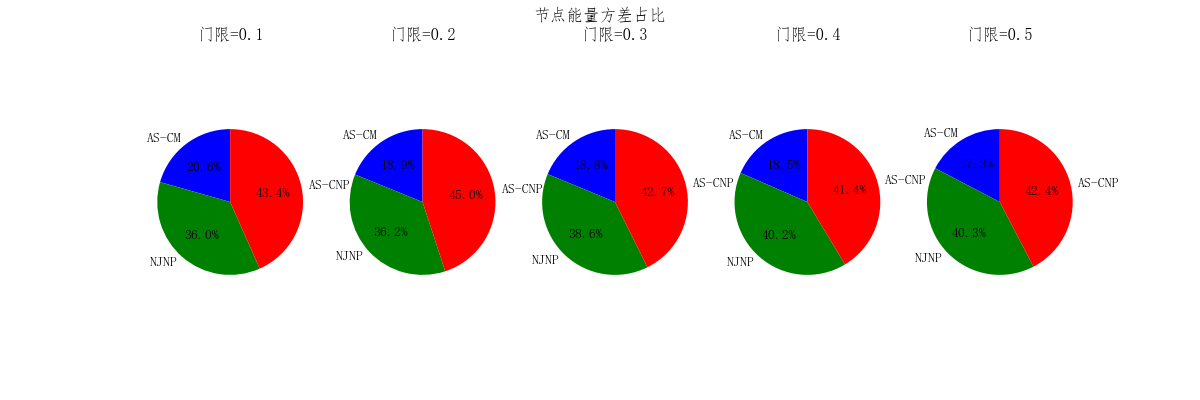 节点能量方差占比
门限=0.1
门限=0.2
门限=0.3
门限=0.4
门限=0.5
AS-CM
20.6%
43.4%
36.0%
NJNP
AS-CNP
AS-CM
18.9%
45.0%
36.2%
NJNP
AS-CNP
AS-CM
18.8%
42.7%
38.6%
NJNP
AS-CNP
AS-CM
18.5%
41.4%
40.2%
NJNP
AS-CNP
AS-CM
17.3%
42.4%
40.3%
NJNP
AS-CNP